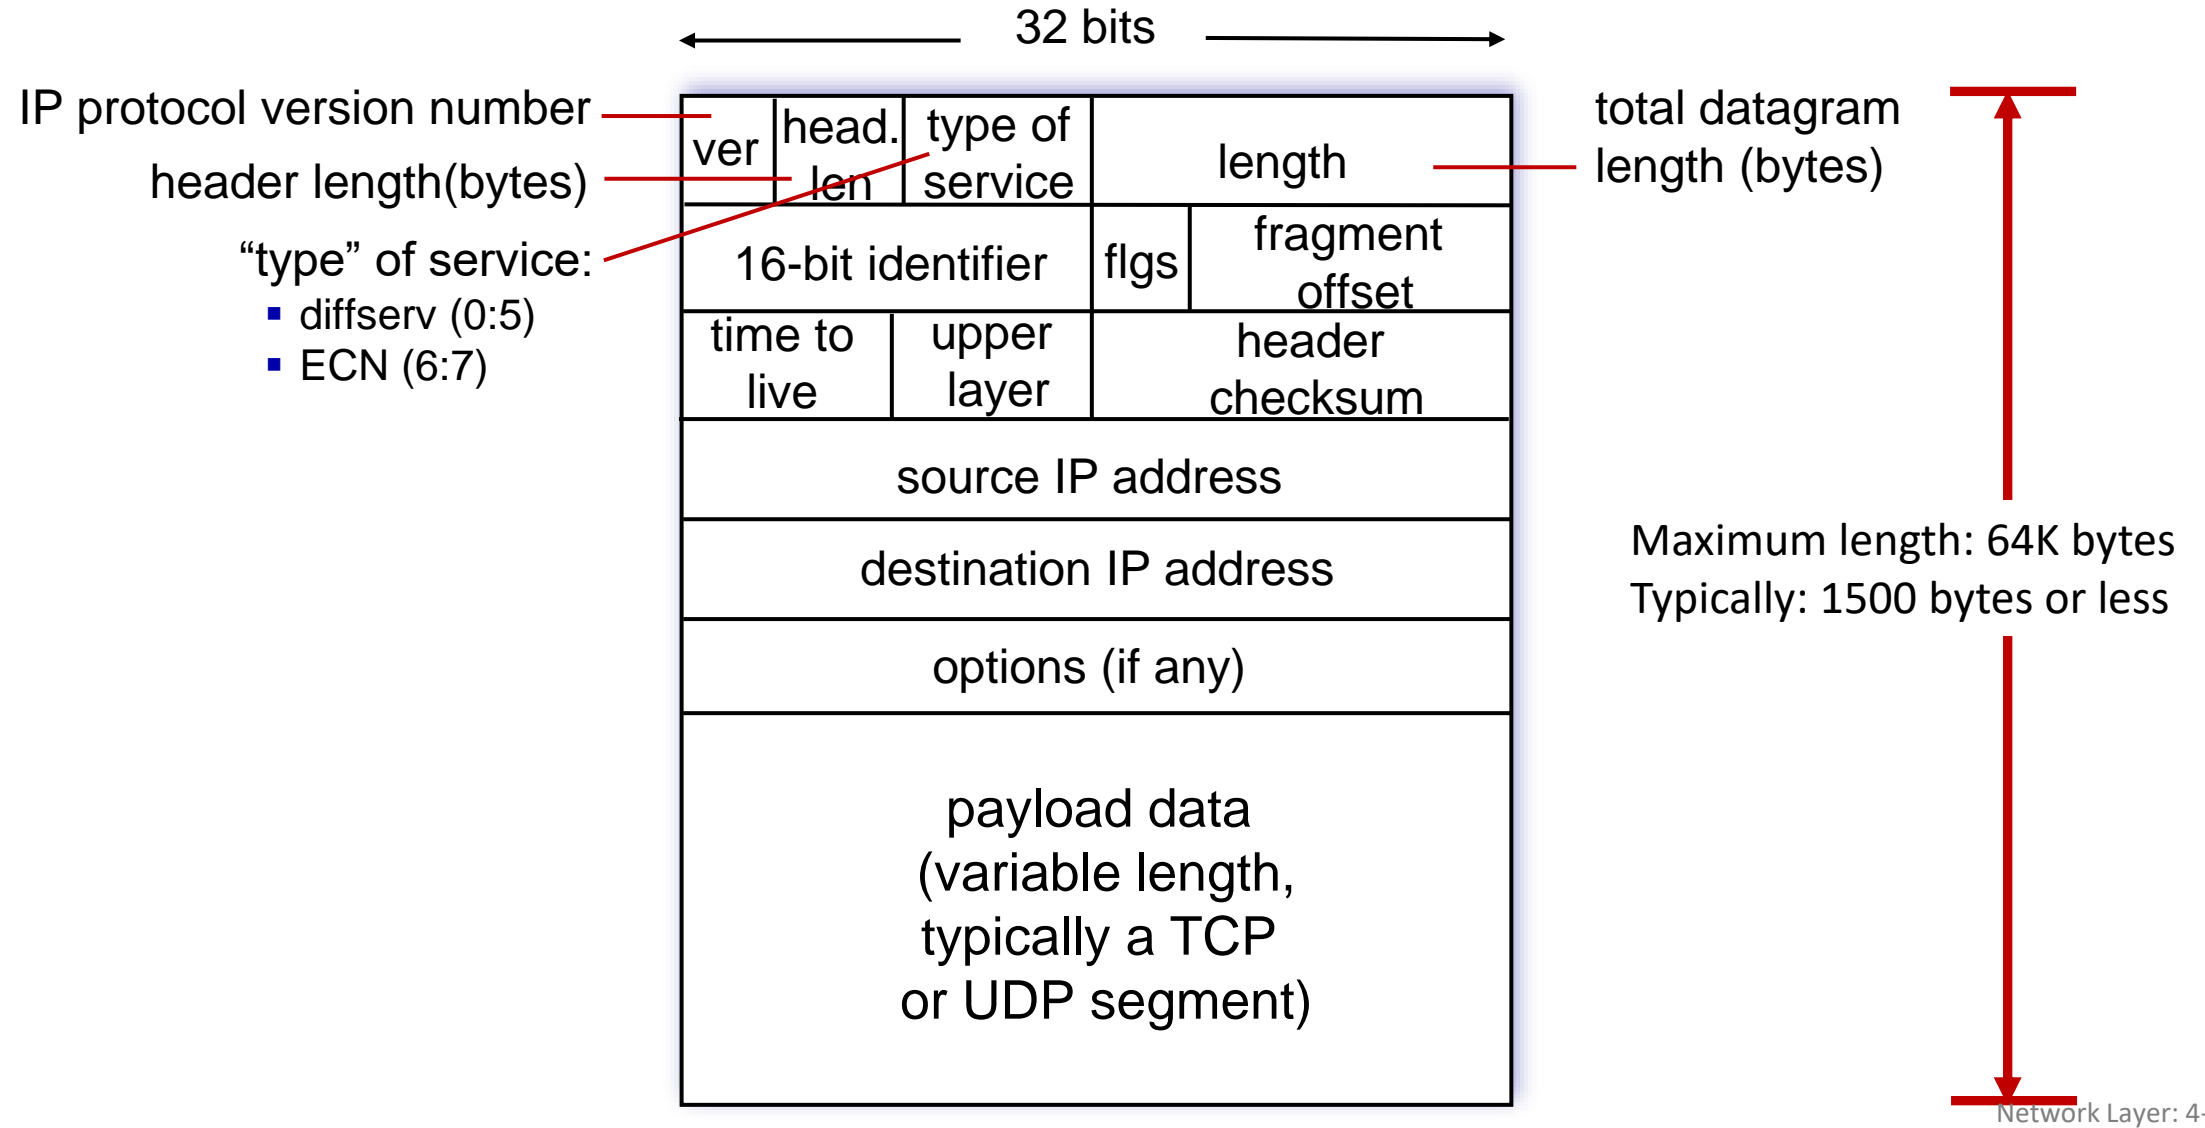 32 bits
IP protocol version number
header length(bytes)
“type” of service:
diffserv (0:5)
ECN (6:7)
ver
head.
len
type of
service
length
total datagram
length (bytes)
16-bit identifier
flgs
fragment
offset
time to
live
upper
layer
header
checksum
source IP address
destination IP address
options (if any)
payload data
(variable length,
typically a TCP
or UDP segment)
Maximum length: 64K bytes
Typically: 1500 bytes or less
Network Layer: 4-